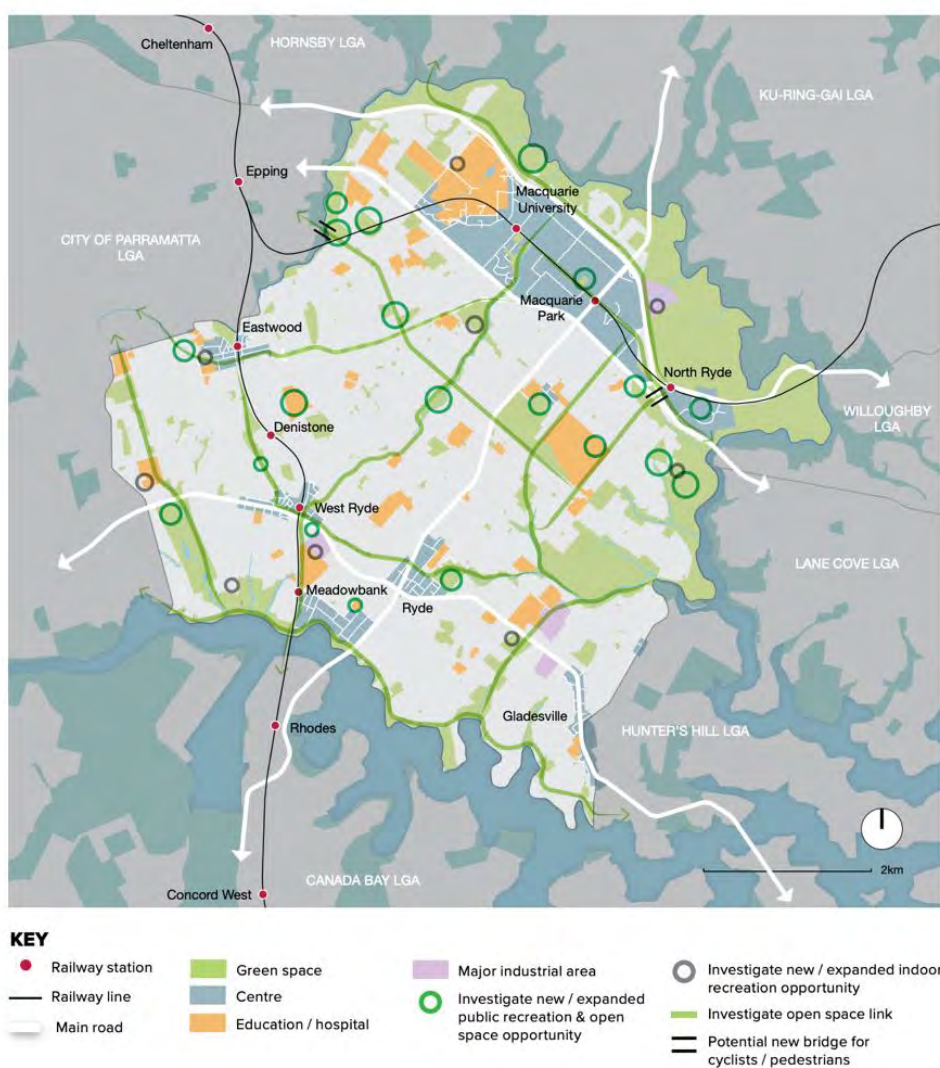 Cheltenham
HORNSBY LGA
KU-RING-GAI LGA
Epping
Macquarie
University
CITY OF PARRAMATTA
LGA
Macquarie
Park
Eastwood
North Ryde
WILLOUGHBY
LGA
Denistone
West Ryde
LANE COVE LGA
Meadowbank
Ryde
Gladesville
Rhodes
HUNTER'S HILL LGA
2km
Concord West
CANADA BAY LGA
KEY
Railway station
Railway line
Main road
Green space
Centre
Education / hospital
Major industrial area
Investigate new / expanded
public recreation & open
space opportunity
Investigate new / expanded indoor
recreation opportunity
Investigate open space link
Potential new bridge for
cyclists / pedestrians